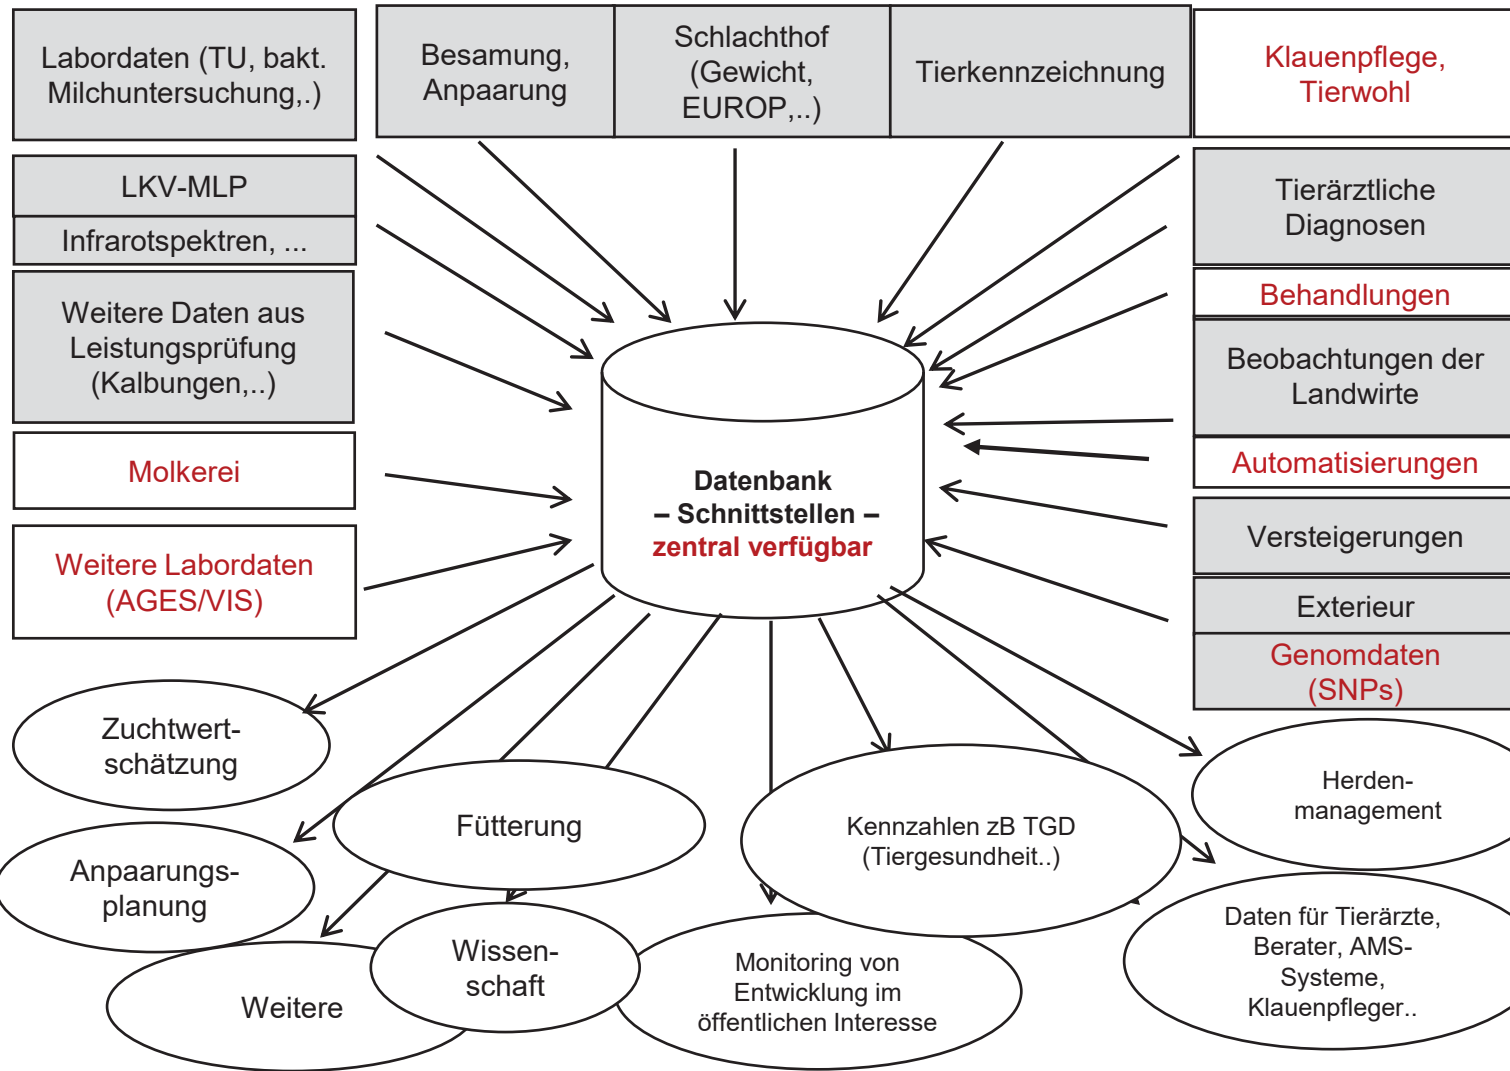 Labordaten (TU, bakt.
Milchuntersuchung,.)
Besamung,
Anpaarung
Schlachthof
(Gewicht,
EUROP,..)
Tierkennzeichnung
Klauenpflege,
Tierwohl
LKV-MLP
Infrarotspektren, ...
Weitere Daten aus
Leistungsprüfung
(Kalbungen,..)
Molkerei
Weitere Labordaten
(AGES/VIS)
Tierärztliche
Diagnosen
Behandlungen
Beobachtungen der
Landwirte
Automatisierungen
Versteigerungen
Exterieur
Genomdaten
(SNPs)
Datenbank
– Schnittstellen –
zentral verfügbar
Zuchtwert-
schätzung
Anpaarungs-
planung
Weitere
Fütterung
Wissen-
schaft
Monitoring von
Entwicklung im
öffentlichen Interesse
Kennzahlen zB TGD
(Tiergesundheit..)
Herden-
management
Daten für Tierärzte,
Berater, AMS-
Systeme,
Klauenpfleger..